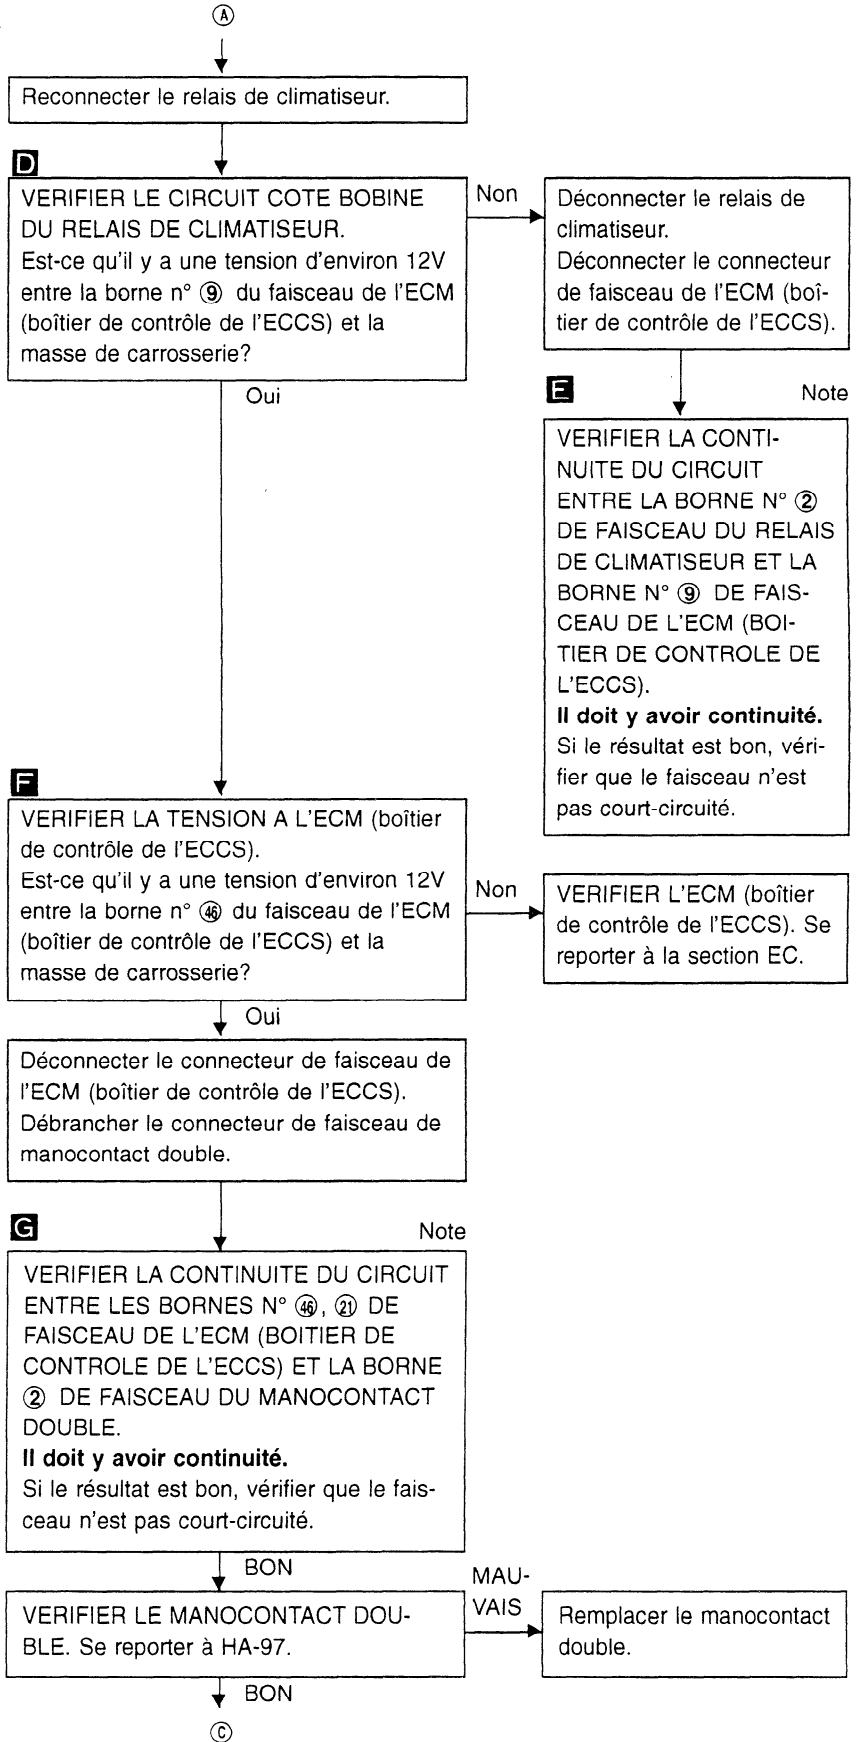 Ⓐ
Reconnecter le relais de climatiseur.
D
VERIFIER LE CIRCUIT COTE BOBINE
DU RELAIS DE CLIMATISEUR.
Est-ce qu'il y a une tension d'environ 12V
entre la borne n° ⑨ du faisceau de l'ECM
(boîtier de contrôle de l'ECCS) et la
masse de carrosserie?
Non
Déconnecter le relais de
climatiseur.
Déconnecter le connecteur
de faisceau de l'ECM (boî-
tier de contrôle de l'ECCS).
Oui
E
Note
VERIFIER LA CONTI-
NUITE DU CIRCUIT
ENTRE LA BORNE N° ②
DE FAISCEAU DU RELAIS
DE CLIMATISEUR ET LA
BORNE N° ⑨ DE FAIS-
CEAU DE L'ECM (BOI-
TIER DE CONTROLE DE
L'ECCS).
Il doit y avoir continuité.
Si le résultat est bon, véri-
fier que le faisceau n'est
pas court-circuité.
F
VERIFIER LA TENSION A L'ECM (boîtier
de contrôle de l'ECCS).
Est-ce qu'il y a une tension d'environ 12V
entre la borne n° ㊻ du faisceau de l'ECM
(boîtier de contrôle de l'ECCS) et la
masse de carrosserie?
Non
VERIFIER L'ECM (boîtier
de contrôle de l'ECCS). Se
reporter à la section EC.
Oui
Déconnecter le connecteur de faisceau de
l'ECM (boîtier de contrôle de l'ECCS).
Débrancher le connecteur de faisceau de
manocontact double.
G
Note
VERIFIER LA CONTINUITE DU CIRCUIT
ENTRE LES BORNES N° ㊻, ㉑ DE
FAISCEAU DE L'ECM (BOITIER DE
CONTROLE DE L'ECCS) ET LA BORNE
② DE FAISCEAU DU MANOCONTACT
DOUBLE.
Il doit y avoir continuité.
Si le résultat est bon, vérifier que le fais-
ceau n'est pas court-circuité.
BON
VERIFIER LE MANOCONTACT DOU-
BLE. Se reporter à HA-97.
MAU-
VAIS
Remplacer le manocontact
double.
BON
Ⓒ